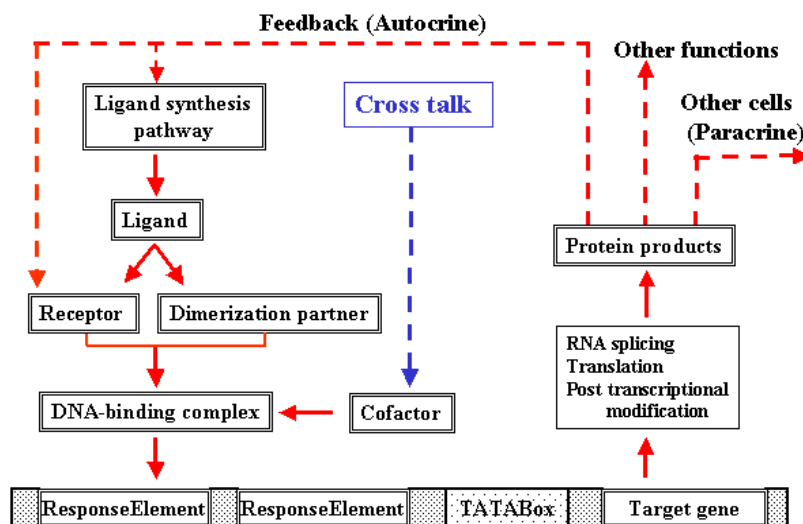 Feedback (Autocrine)
Other functions
Other cells
(Paracrine)
Ligand synthesis
pathway
Cross talk
Ligand
Protein products
Receptor
Dimerization partner
RNA splicing
Translation
Post transcriptional
modification
DNA-binding complex
Cofactor
ResponseElement
ResponseElement
TATABox
Target gene